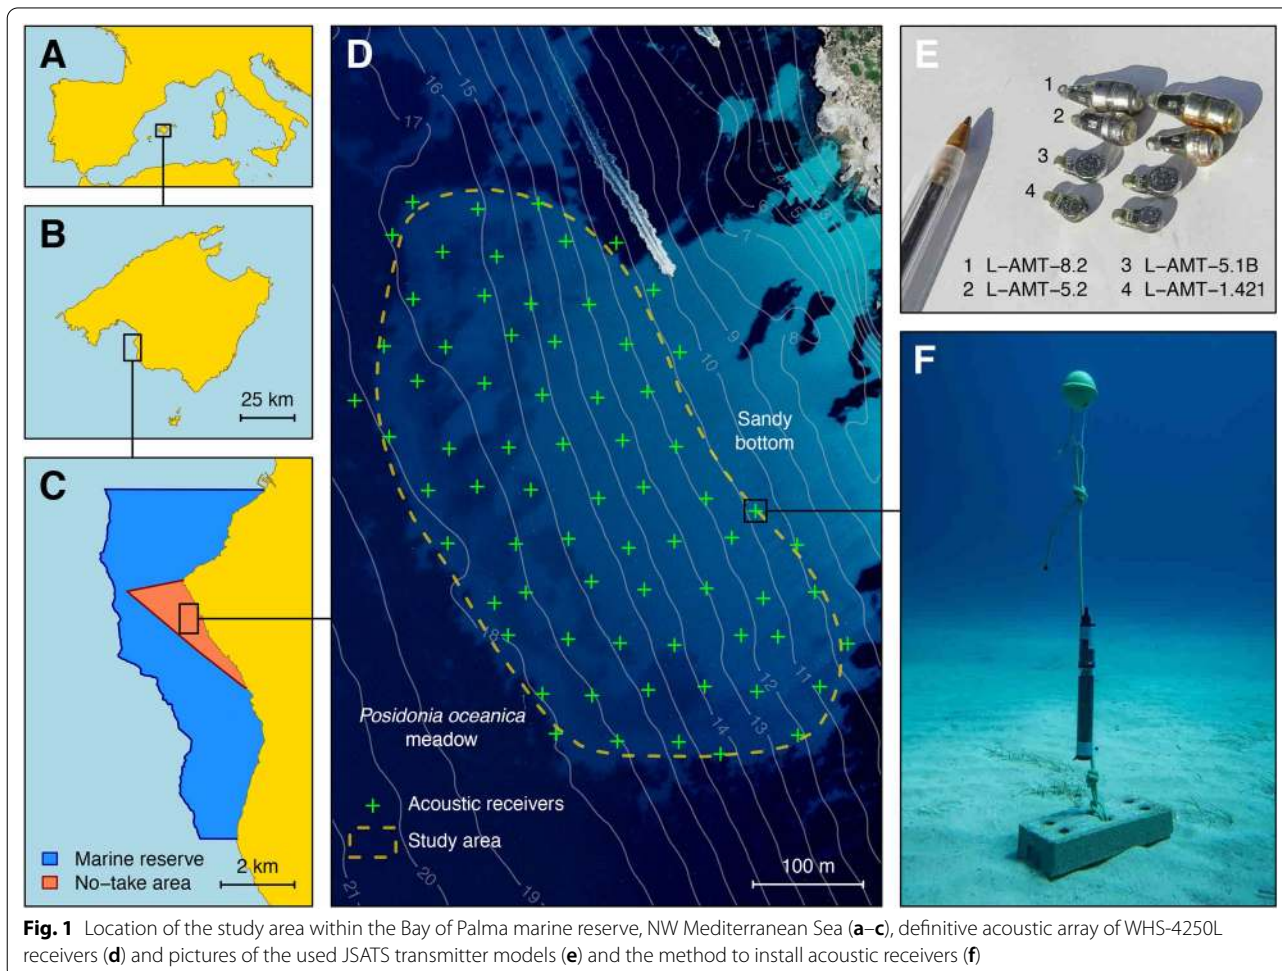 A
B
25 km
C
Marine reserve
No-take area
2 km
D
15
16
17
6
5
7
9
8
10
Sandy
bottom
18
11
12
13
14
Posidonia oceanica
meadow
Acoustic receivers
Study area
100 m
21
20
19
E
1
2
3
4
1 L-AMT-8.2
2 L-AMT-5.2
3 L-AMT-5.1B
4 L-AMT-1.421
F
Fig. 1 Location of the study area within the Bay of Palma marine reserve, NW Mediterranean Sea (a–c), definitive acoustic array of WHS-4250L
receivers (d) and pictures of the used JSATS transmitter models (e) and the method to install acoustic receivers (f)